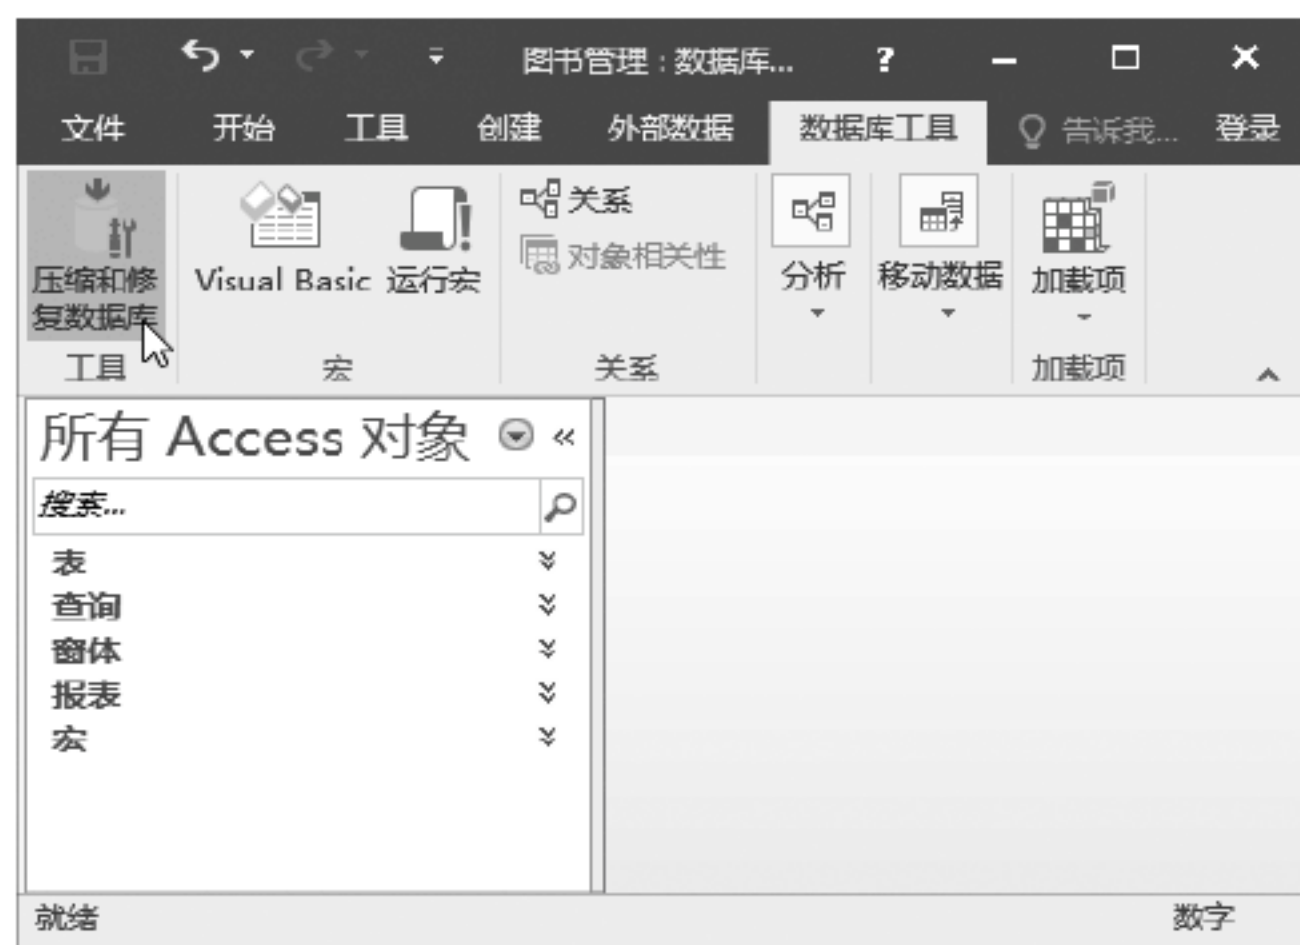 图书管理 : 数据库... ?
文件 开始 工具 创建 外部数据 数据库工具 告诉我... 登录
压缩和修
复数据库
Visual Basic 运行宏
关系
对象相关性
分析 移动数据 加载项
工具 宏 关系 加载项
所有 Access 对象 «
搜索...
表
查询
窗体
报表
宏
就绪 数字